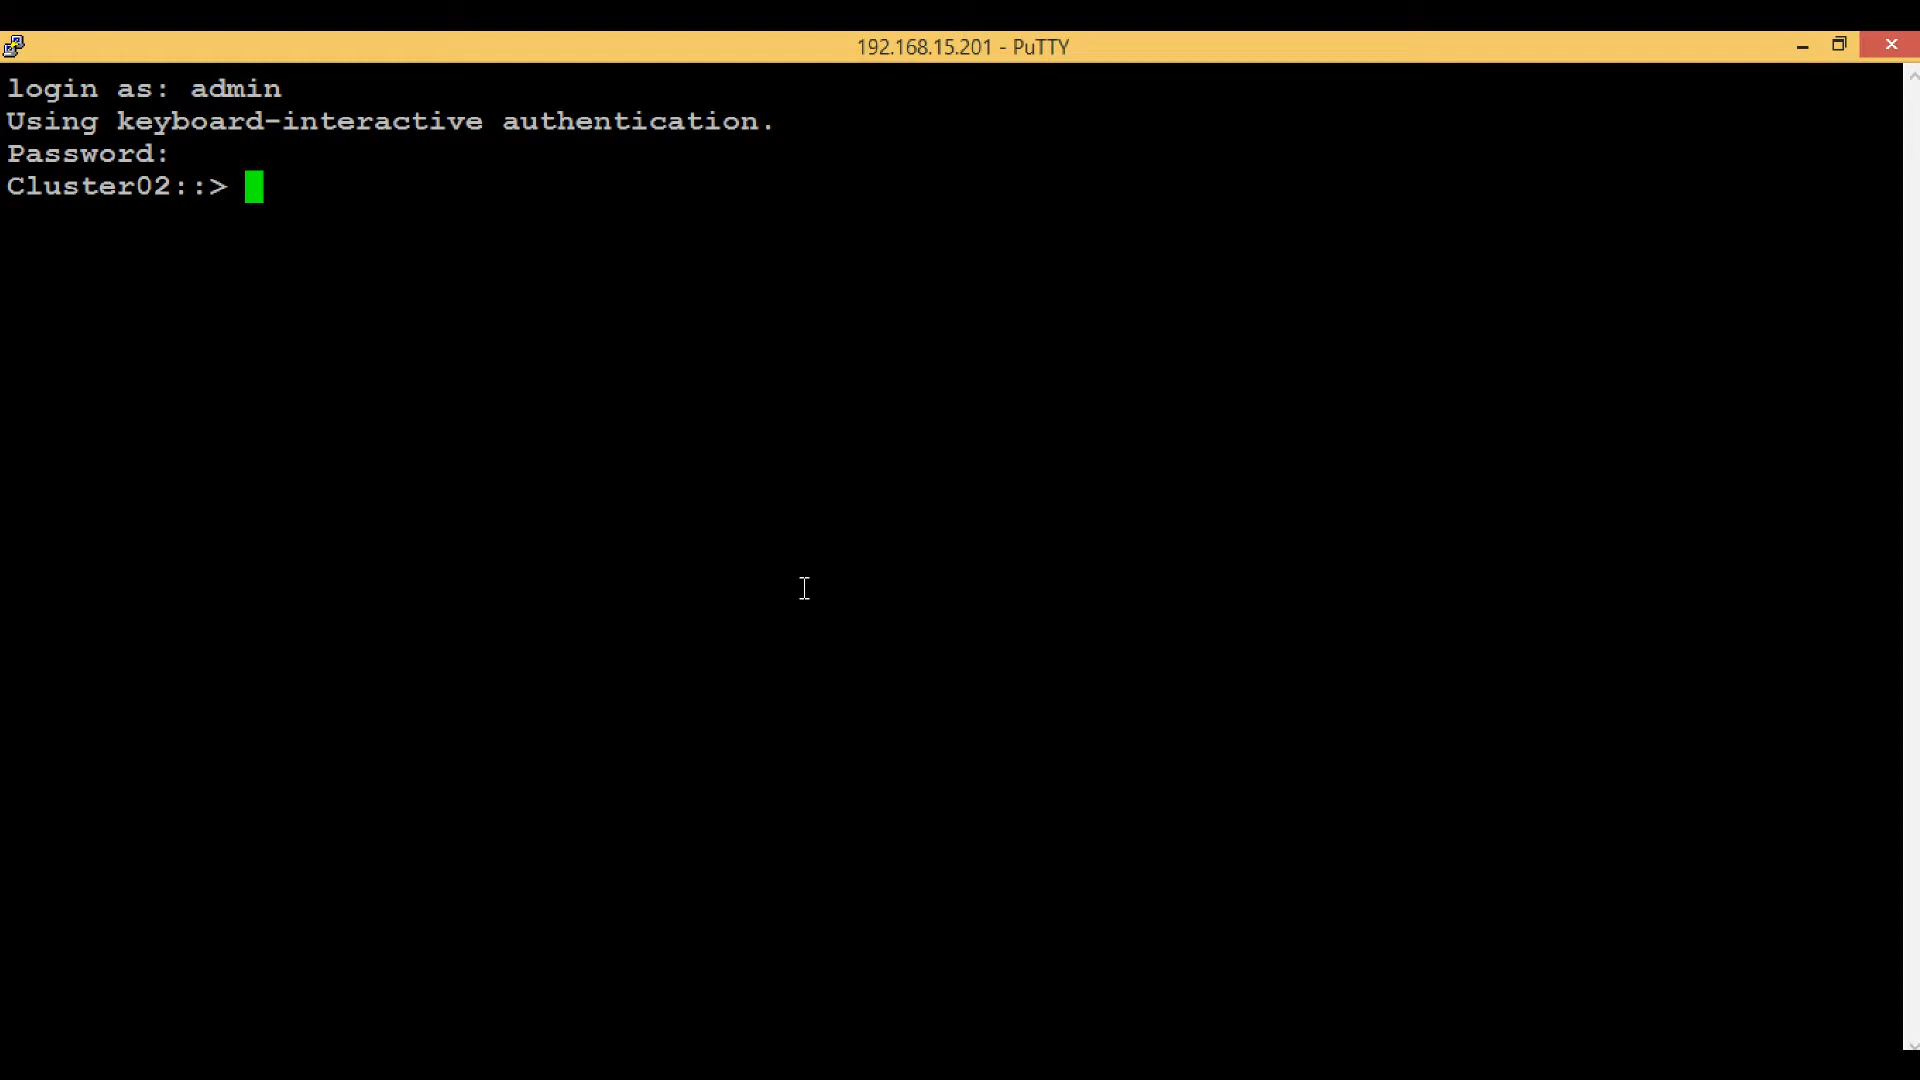 192.168.15.201 - PuTTY
login as: admin
Using keyboard-interactive authentication.
Password:
Cluster02::>